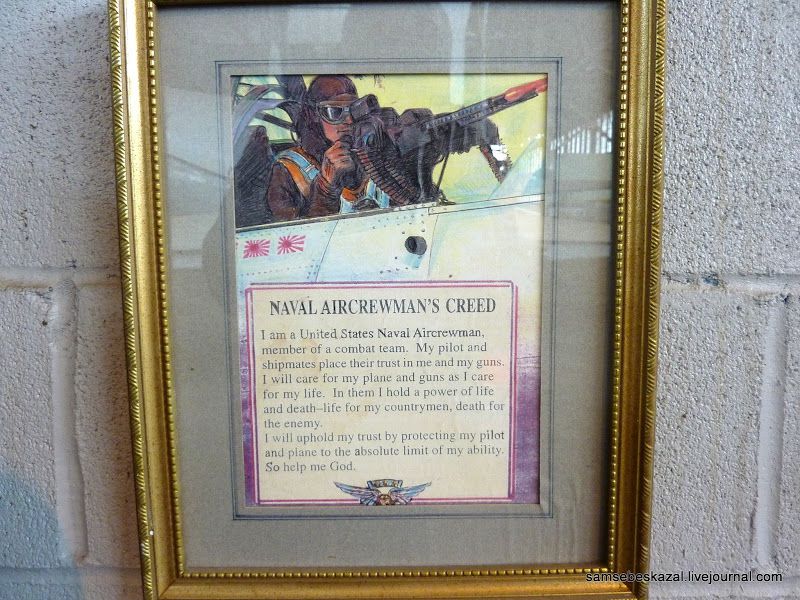 NAVAL AIRCREWMAN'S CREED
I am a United States Naval Aircrewman,
member of a combat team. My pilot and
shipmates place their trust in me and my guns.
I will care for my plane and guns as I care
for my life. In them I hold a power of life
and death–life for my countrymen, death for
the enemy.
I will uphold my trust by protecting my pilot
and plane to the absolute limit of my ability.
So help me God.
samsebeskazal.livejournal.com